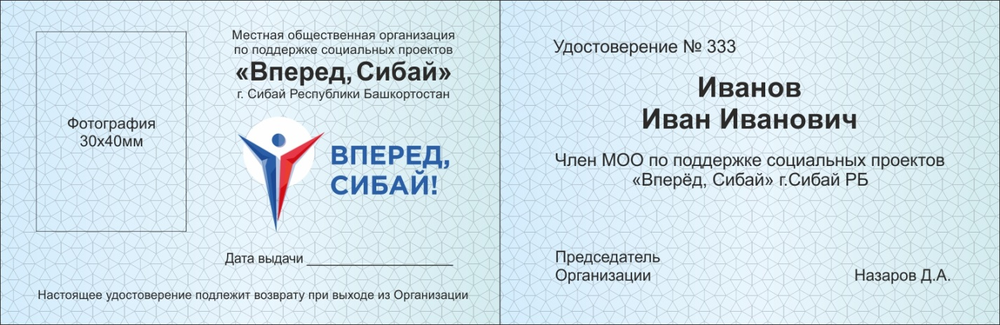 Местная общественная организация
по поддержке социальных проектов
«Вперед, Сибай»
г. Сибай Республики Башкортостан
Фотография
30х40мм
ВПЕРЕД,
СИБАЙ!
Дата выдачи ____________________
Настоящее удостоверение подлежит возврату при выходе из Организации
Удостоверение № 333
Иванов
Иван Иванович
Член МОО по поддержке социальных проектов
«Вперёд, Сибай» г.Сибай РБ
Председатель
Организации Назаров Д.А.